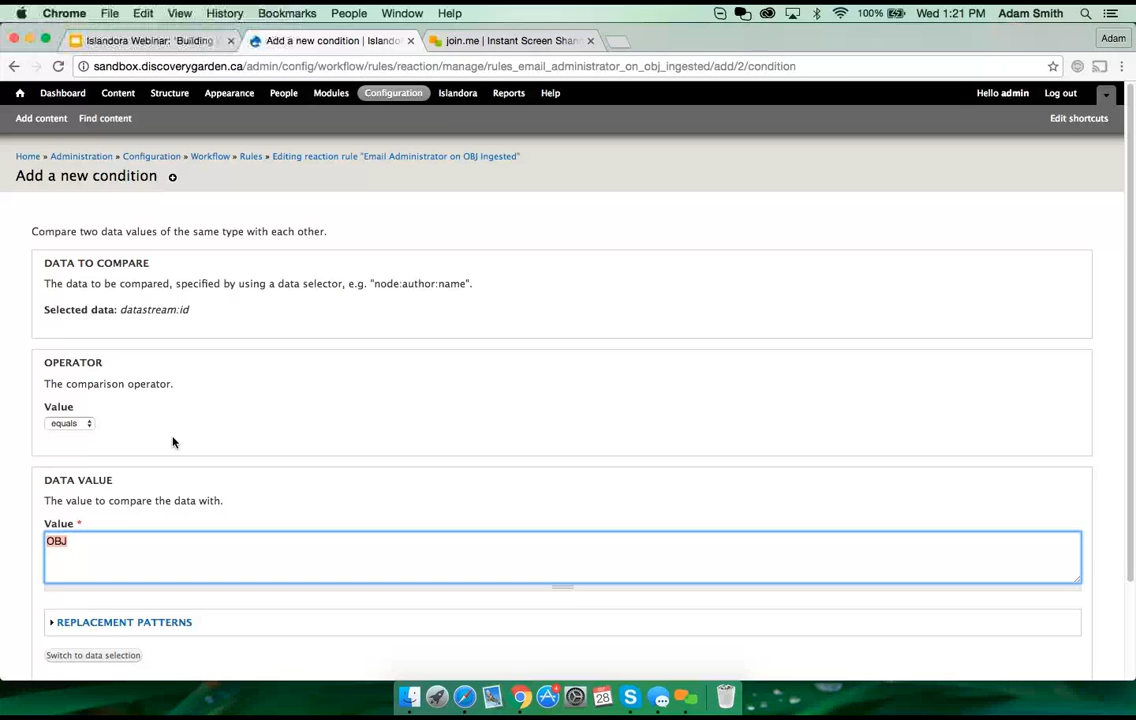 Chrome File Edit View History Bookmarks People Window Help 100% Wed 1:21 PM Adam Smith
Islandora Webinar: 'Building Add a new condition | Islando join.me | Instant Screen Shari Adam
sandbox.discoverygarden.ca/admin/config/workflow/rules/reaction/manage/rules_email_administrator_on_obj_ingested/add/2/condition
Dashboard Content Structure Appearance People Modules Configuration Islandora Reports Help Hello admin Log out
Add content Find content Edit shortcuts
Home » Administration » Configuration » Workflow » Rules » Editing reaction rule "Email Administrator on OBJ Ingested"
Add a new condition
Compare two data values of the same type with each other.
DATA TO COMPARE
The data to be compared, specified by using a data selector, e.g. "node:author:name".
Selected data: datastream:id
OPERATOR
The comparison operator.
Value
equals
DATA VALUE
The value to compare the data with.
Value *
OBJ
REPLACEMENT PATTERNS
Switch to data selection
28